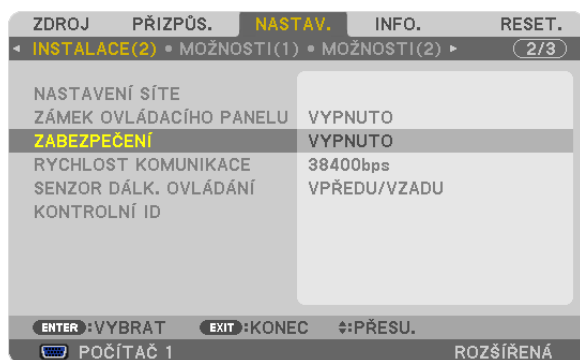 ZDROJ PŘIZPŮS. NASTAV. INFO. RESET.
◂ INSTALACE(2) • MOŽNOSTI(1) • MOŽNOSTI(2) ▸ 2/3
NASTAVENÍ SÍTE
ZÁMEK OVLÁDACÍHO PANELU VYPNUTO
ZABEZPEČENÍ VYPNUTO
RYCHLOST KOMUNIKACE 38400bps
SENZOR DÁLK. OVLÁDÁNÍ VPŘEDU/VZADU
KONTROLNÍ ID
ENTER:VYBRAT EXIT:KONEC ⬍:PŘESU.
POČÍTAČ 1 ROZŠÍŘENÁ